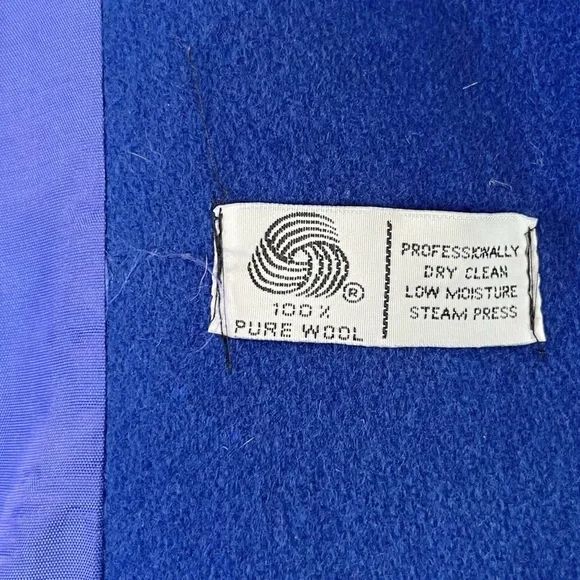 ®
100%
PURE WOOL
PROFESSIONALLY
DRY CLEAN
LOW MOISTURE
STEAM PRESS